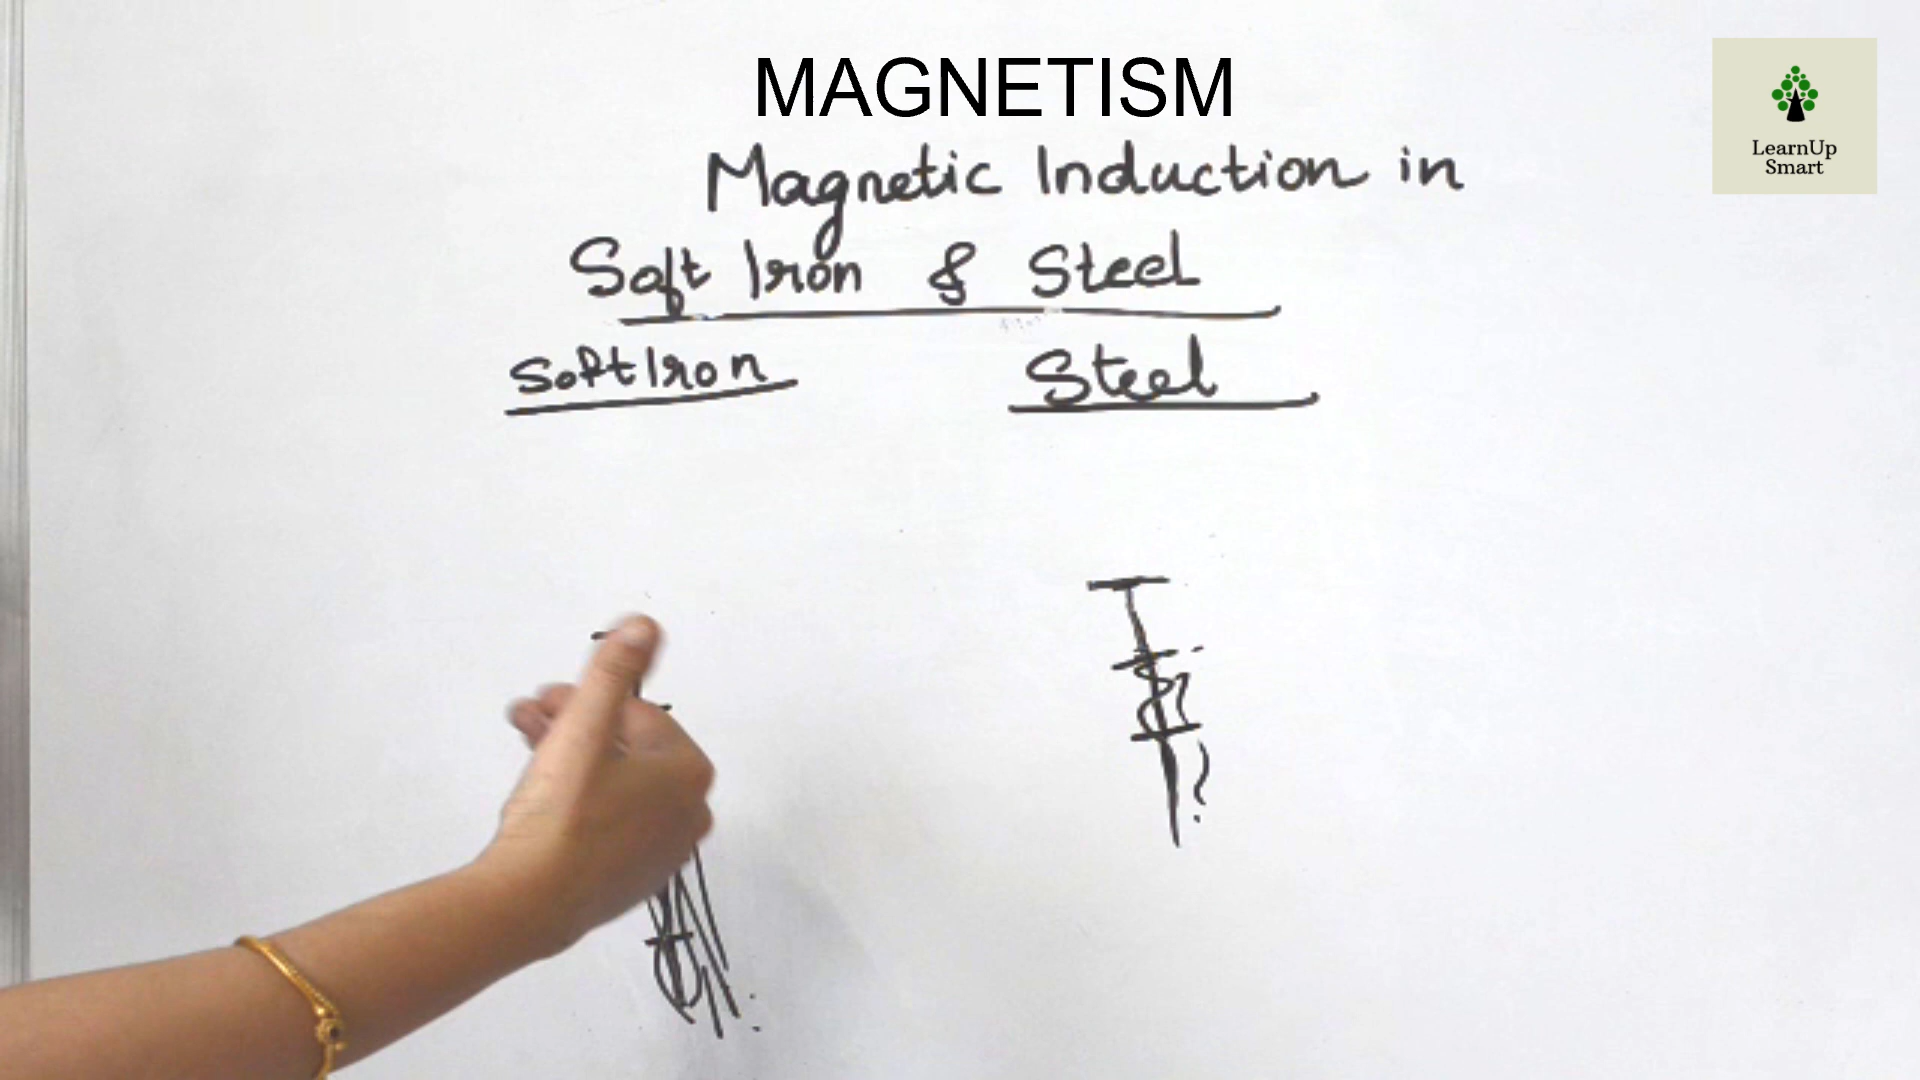 MAGNETISM
LearnUp
Smart
Magnetic Induction in
Soft Iron & Steel
Soft Iron
Steel